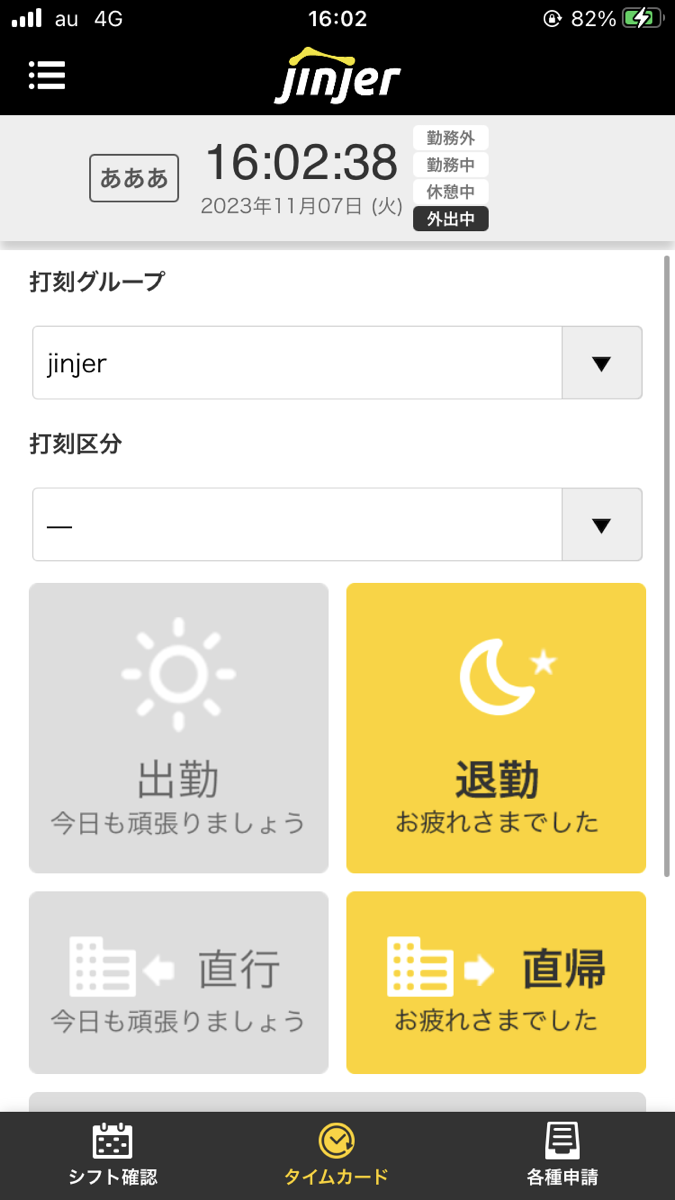 au 4G 16:02 82%
jinjer
あああ
16:02:38
2023年11月07日 (火)
勤務外
勤務中
休憩中
外出中
打刻グループ
jinjer
▼
打刻区分
—
▼
出勤
今日も頑張りましょう
退勤
お疲れさまでした
直行
今日も頑張りましょう
直帰
お疲れさまでした
シフト確認
タイムカード
各種申請